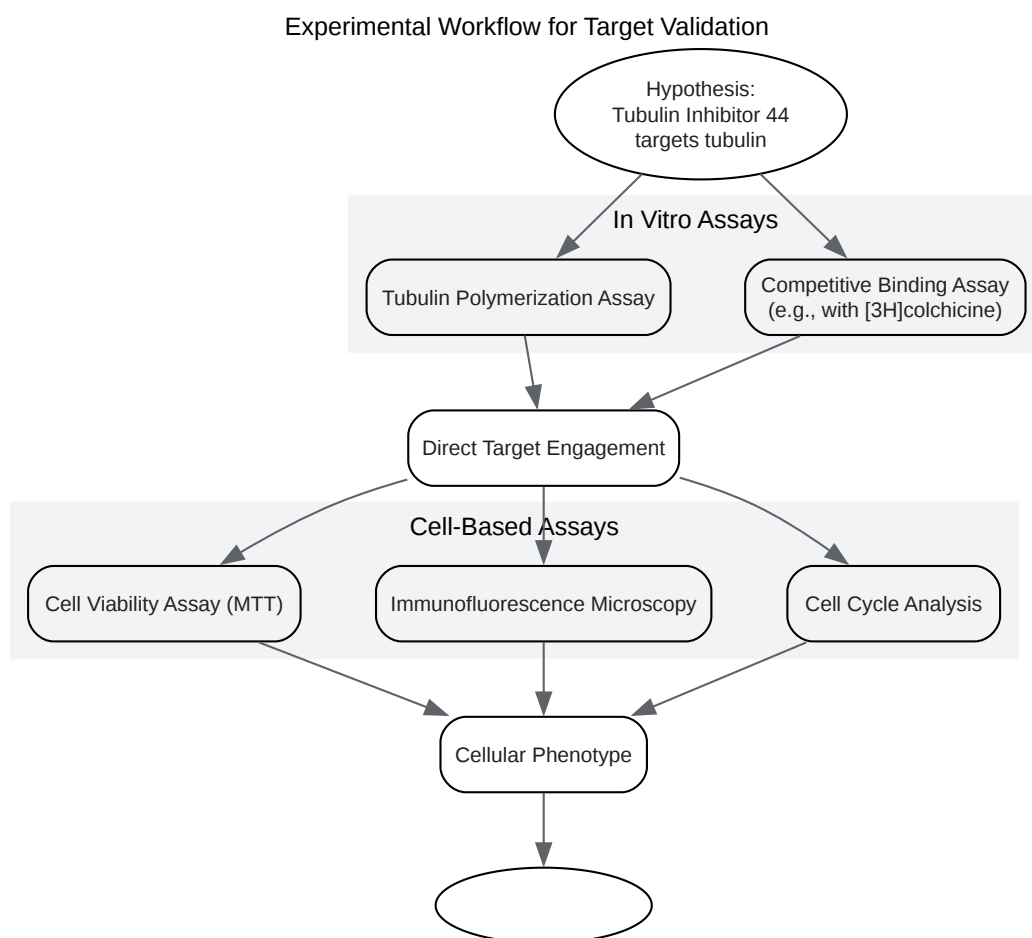 Experimental Workflow for Target Validation
Hypothesis:
Tubulin Inhibitor 44
targets tubulin
In Vitro Assays
Tubulin Polymerization Assay
Competitive Binding Assay
(e.g., with [3H]colchicine)
Direct Target Engagement
Cell-Based Assays
Cell Viability Assay (MTT)
Immunofluorescence Microscopy
Cell Cycle Analysis
Cellular Phenotype